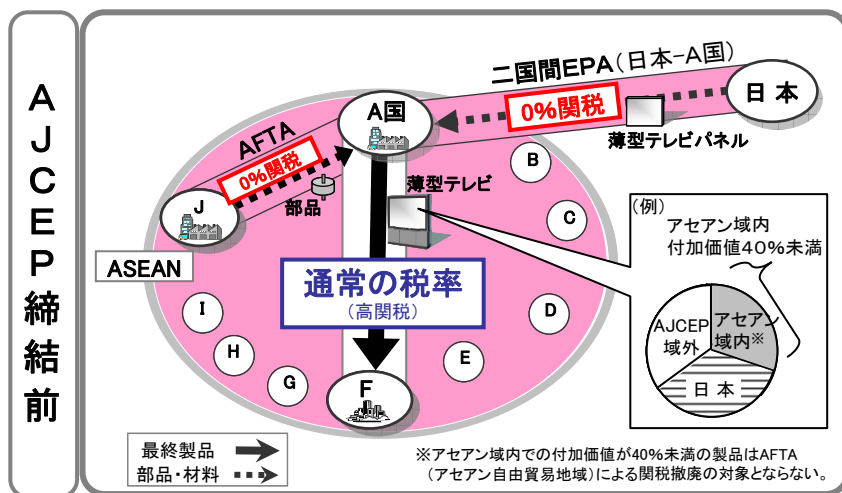 AJCEP締結前
二国間EPA(日本-A国)
日本
0%関税
薄型テレビパネル
A国
AFTA
0%関税
部品
J
ASEAN
薄型テレビ
通常の税率
(高関税)
B
C
D
E
F
G
H
I
(例)
アセアン域内
付加価値40%未満
AJCEP
域外
アセアン
域内※
日本
最終製品
部品・材料
※アセアン域内での付加価値が40%未満の製品はAFTA
(アセアン自由貿易地域)による関税撤廃の対象とならない。